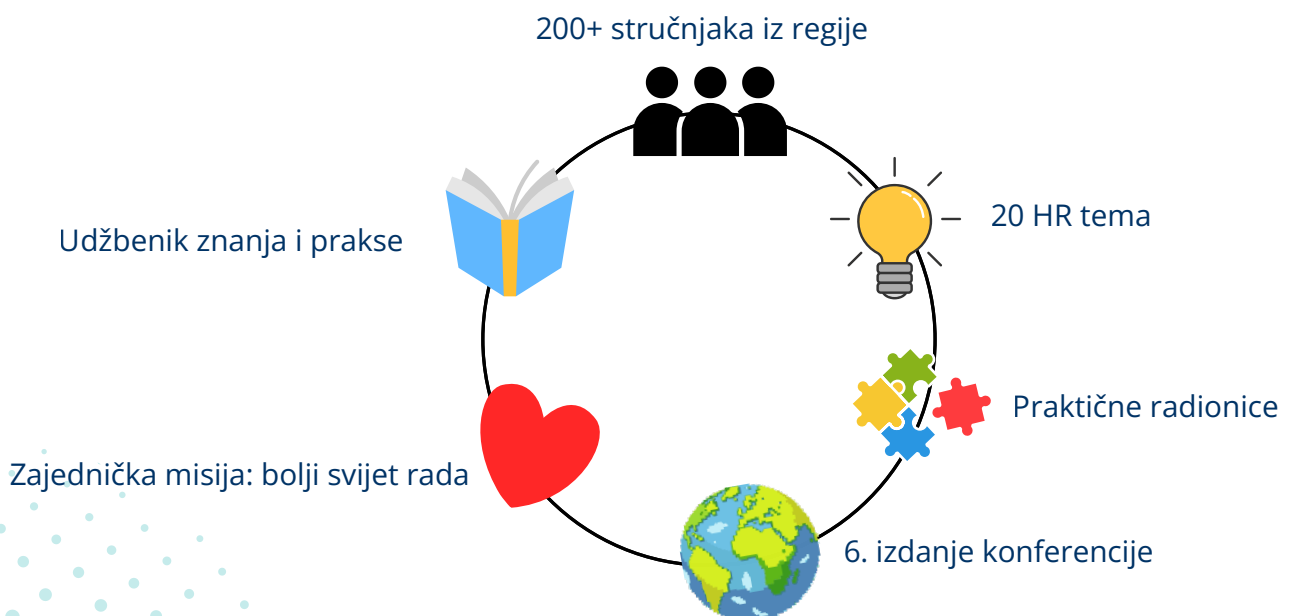 200+ stručnjaka iz regije
20 HR tema
Udžbenik znanja i prakse
Praktične radionice
Zajednička misija: bolji svijet rada
6. izdanje konferencije